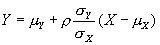 Y = μ_Y + ρ (σ_Y / σ_X) (X − μ_X)